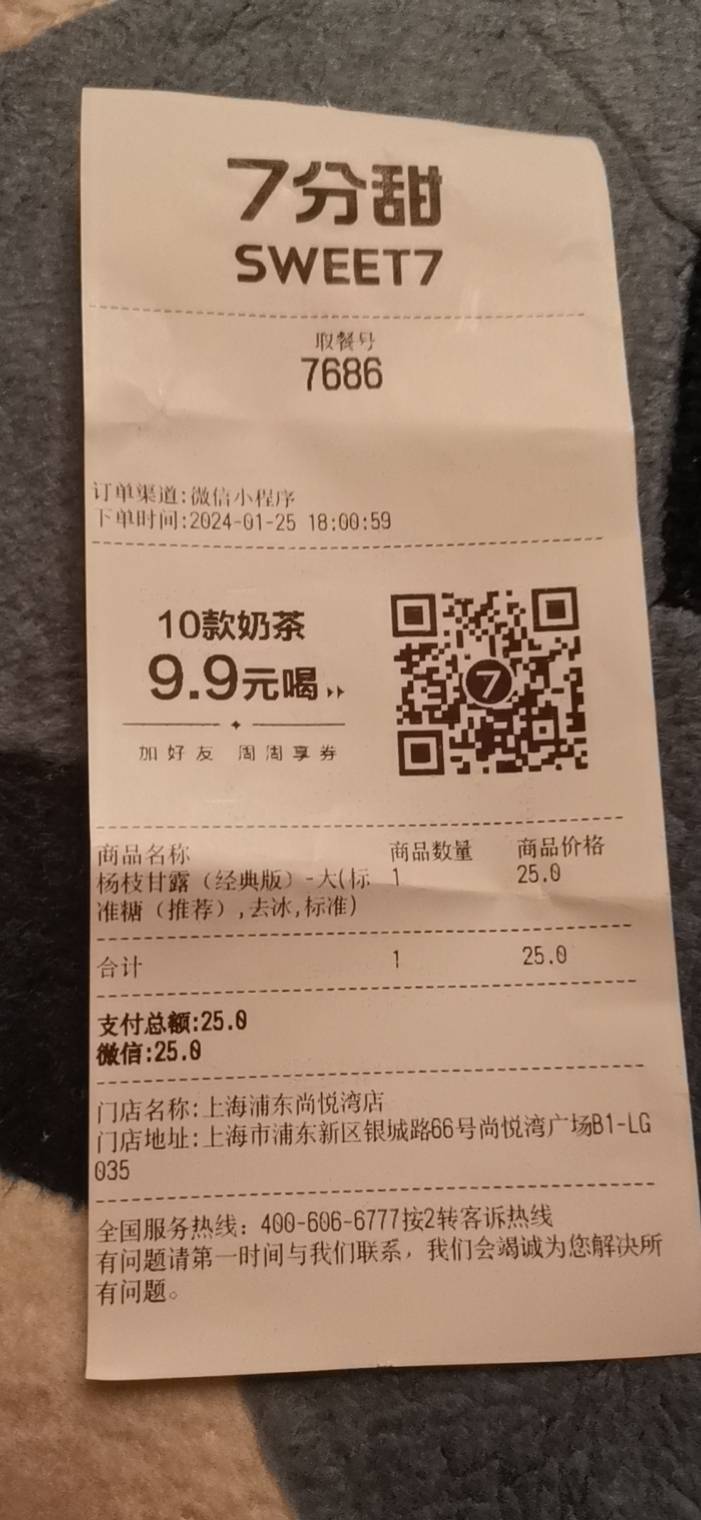 7分甜
SWEET7
取餐号
7686
订单渠道:微信小程序
下单时间:2024-01-25 18:00:59
10款奶茶
9.9元喝
加好友 周周享券
7
商品名称 商品数量 商品价格
杨枝甘露（经典版）-大(标 1 25.0
准糖（推荐）,去冰,标准)
合计 1 25.0
支付总额:25.0
微信:25.0
门店名称:上海浦东尚悦湾店
门店地址:上海市浦东新区银城路66号尚悦湾广场B1-LG
035
全国服务热线：400-606-6777按2转客诉热线
有问题请第一时间与我们联系，我们会竭诚为您解决所
有问题。